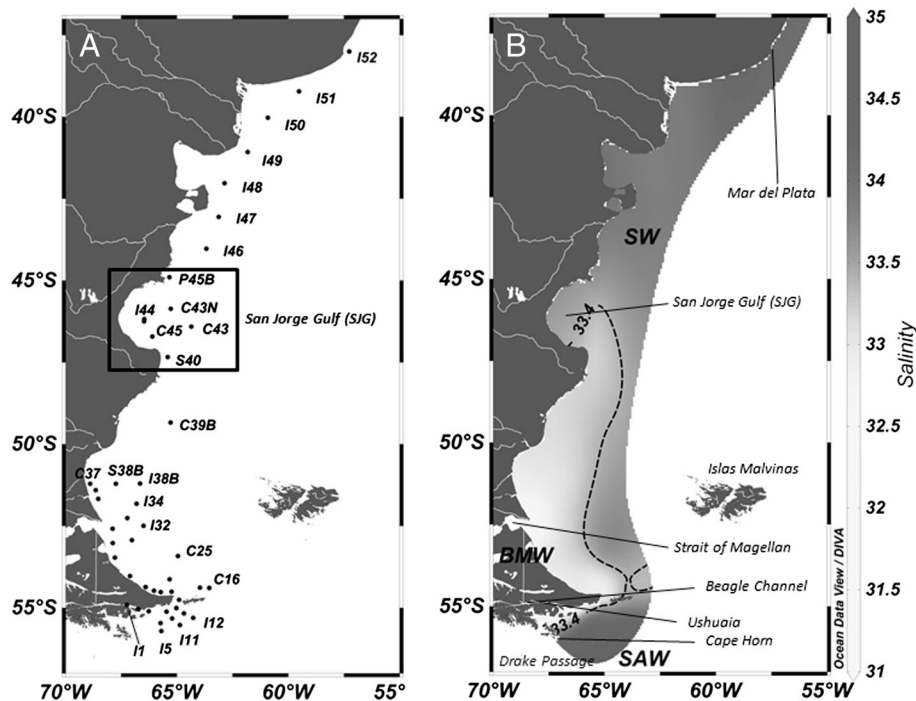 A
I52
I51
40°S
I50
I49
I48
I47
I46
45°S
P45B
I44
C43N
San Jorge Gulf (SJG)
C45
C43
S40
C39B
50°S
C37
S38B
I38B
I34
I32
C25
C16
55°S
I12
I1
I5
I11
70°W
65°W
60°W
55°W
B
40°S
Mar del Plata
SW
45°S
San Jorge Gulf (SJG)
33.4
50°S
Islas Malvinas
Strait of Magellan
BMW
Beagle Channel
55°S
Ushuaia
33.4
Cape Horn
Drake Passage
SAW
70°W
65°W
60°W
55°W
Ocean Data View / DIVA
35
34.5
34
33.5
33
32.5
32
31.5
31
Salinity